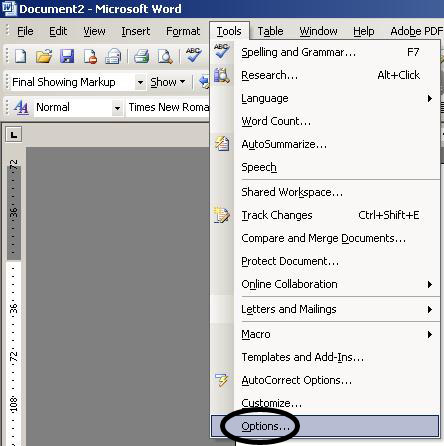 Document2 - Microsoft Word
File Edit View Insert Format Tools Table Window Help Adobe PDF
Final Showing Markup Show
Normal Times New Roma
L
72
36
36
72
108
Spelling and Grammar... F7
Research... Alt+Click
Language
Word Count...
AutoSummarize...
Speech
Shared Workspace...
Track Changes Ctrl+Shift+E
Compare and Merge Documents...
Protect Document...
Online Collaboration
Letters and Mailings
Macro
Templates and Add-Ins...
AutoCorrect Options...
Customize...
Options...